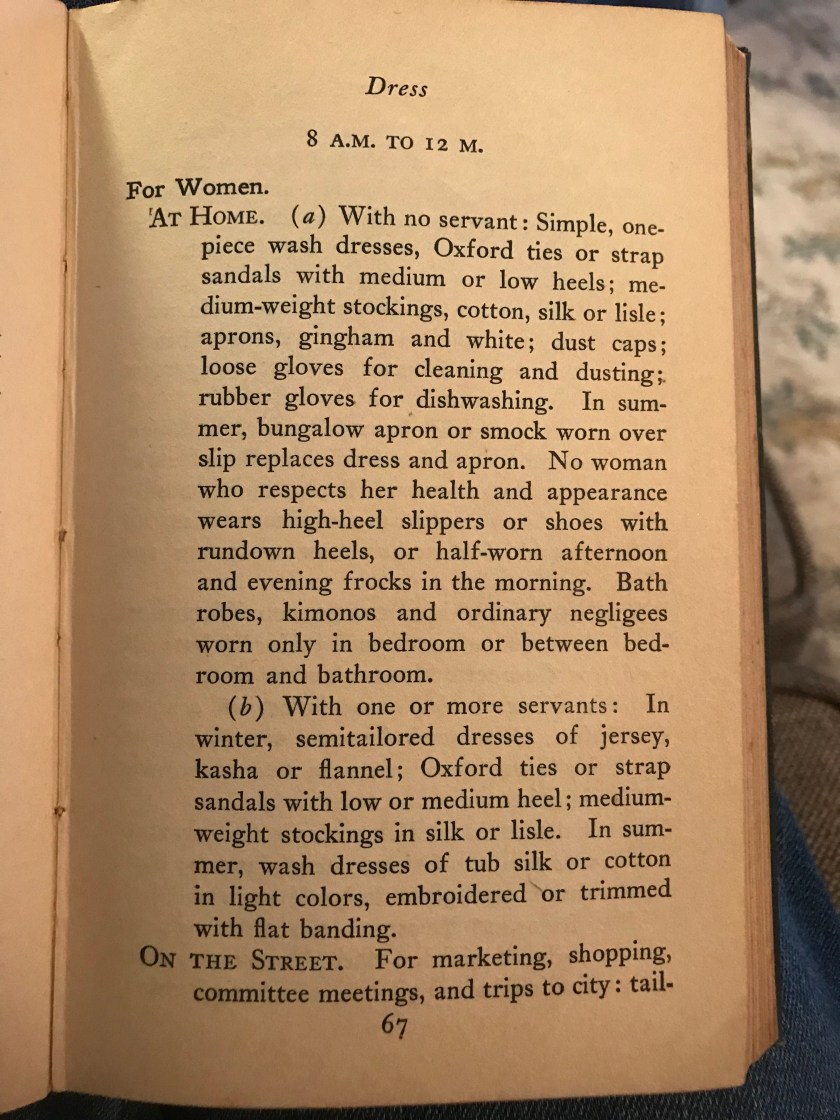 Dress
8 A.M. TO 12 M.
For Women.
AT HOME. (a) With no servant: Simple, one-
piece wash dresses, Oxford ties or strap
sandals with medium or low heels; me-
dium-weight stockings, cotton, silk or lisle;
aprons, gingham and white; dust caps;
loose gloves for cleaning and dusting;
rubber gloves for dishwashing. In sum-
mer, bungalow apron or smock worn over
slip replaces dress and apron. No woman
who respects her health and appearance
wears high-heel slippers or shoes with
rundown heels, or half-worn afternoon
and evening frocks in the morning. Bath
robes, kimonos and ordinary negligees
worn only in bedroom or between bed-
room and bathroom.
(b) With one or more servants: In
winter, semitailored dresses of jersey,
kasha or flannel; Oxford ties or strap
sandals with low or medium heel; medium-
weight stockings in silk or lisle. In sum-
mer, wash dresses of tub silk or cotton
in light colors, embroidered or trimmed
with flat banding.
ON THE STREET. For marketing, shopping,
committee meetings, and trips to city: tail-
67